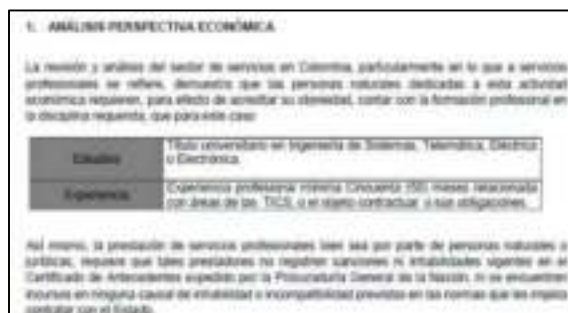 1. ANÁLISIS PERSPECTIVA ECONÓMICA
La revisión y análisis del sector de servicios en Colombia, particularmente en lo que a servicios
profesionales se refiere, demuestra que las personas naturales dedicadas a esta actividad
económica requieren, para efecto de acreditar su idoneidad, contar con la formación profesional en
la disciplina requerida, que para este caso:
Estudios
Título universitario en Ingeniería de Sistemas, Telemática, Eléctrica
o Electrónica.
Experiencia
Experiencia profesional mínima Cincuenta (50) meses relacionada
con áreas de las TICS, o el objeto contractual o sus obligaciones.
Así mismo, la prestación de servicios profesionales bien sea por parte de personas naturales o
jurídicas, requiere que tales prestadores no registren sanciones ni inhabilidades vigentes en el
Certificado de Antecedentes expedido por la Procuraduría General de la Nación, ni se encuentren
incursos en ninguna causal de inhabilidad o incompatibilidad previstas en las normas que les impida
contratar con el Estado.